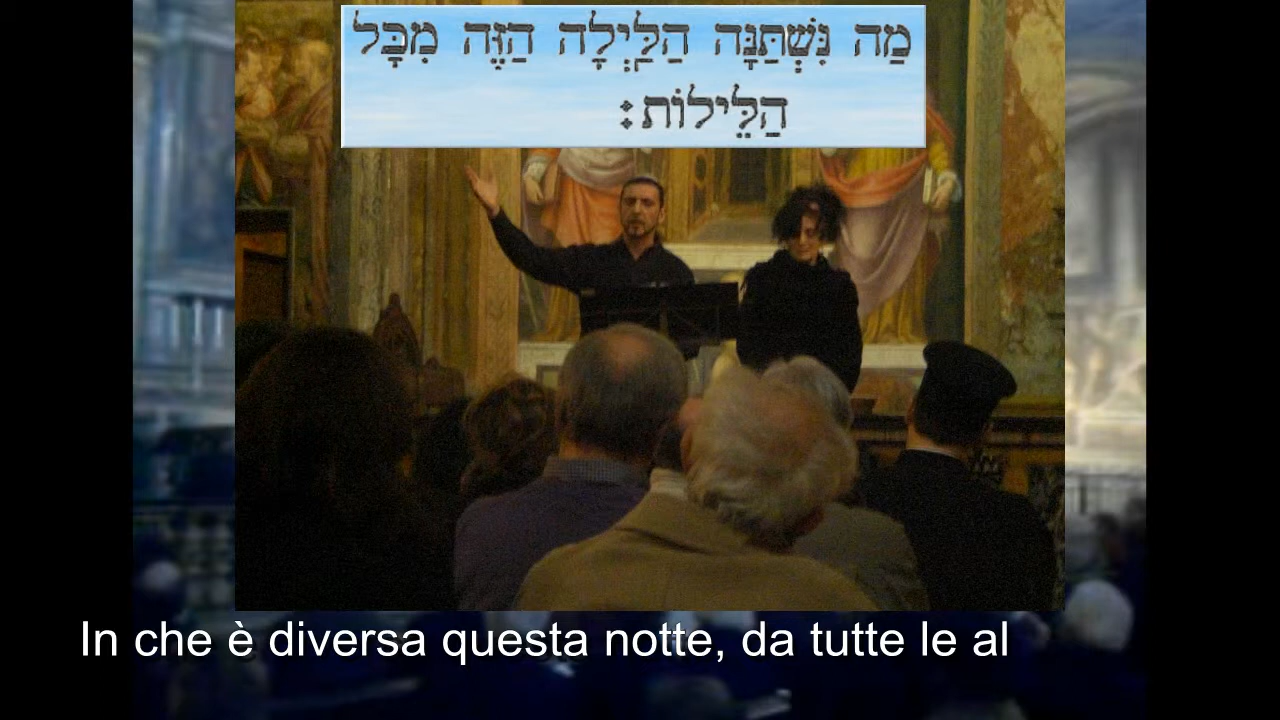 מַה נִּשְׁתַּנָּה הַלַּיְלָה הַזֶּה מִכָּל
הַלֵּילוֹת:
In che è diversa questa notte, da tutte le al